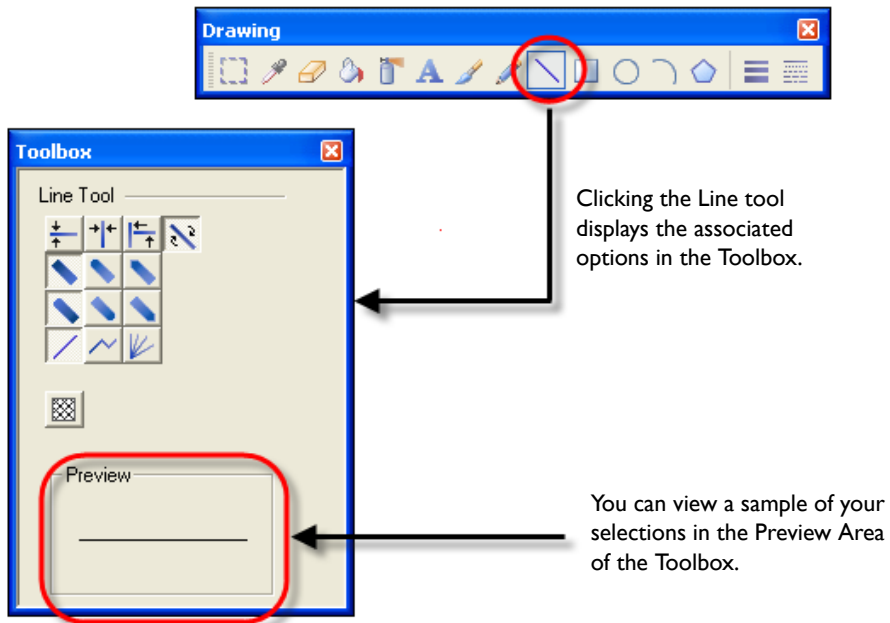 Drawing
A
Toolbox
Line Tool
Clicking the Line tool
displays the associated
options in the Toolbox.
Preview
You can view a sample of your
selections in the Preview Area
of the Toolbox.